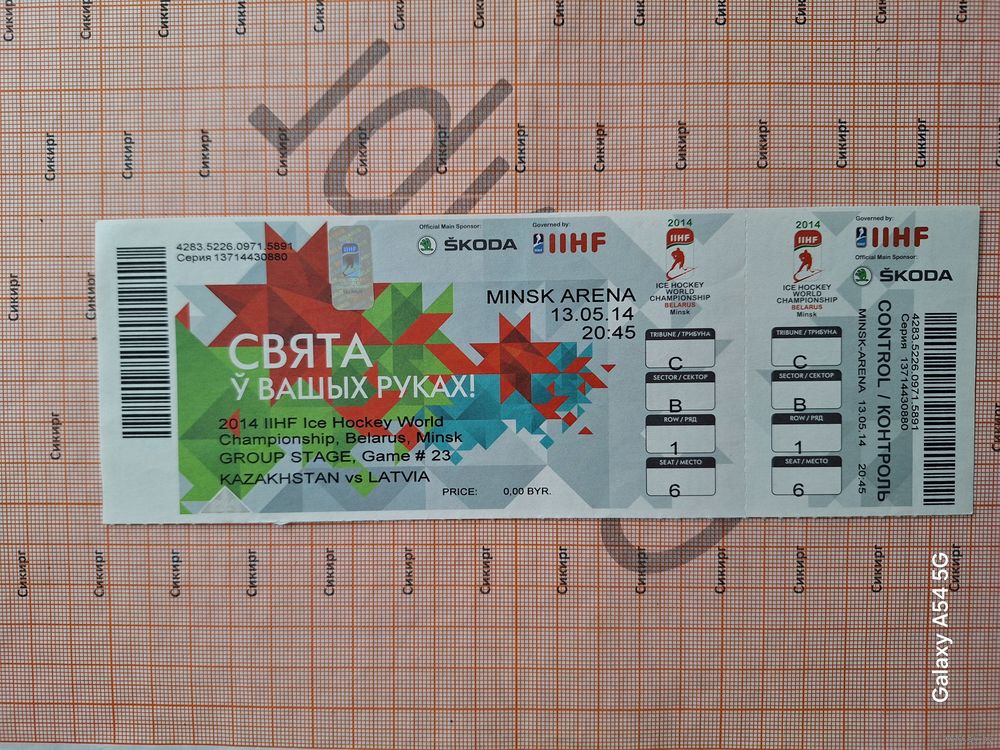 4283.5226.0971.5891
Серия 13714430880
IIHF
Official Main Sponsor:
ŠKODA
Governed by:
IIHF
MINSK ARENA
13.05.14
20:45
СВЯТА
Ў ВАШЫХ РУКАХ!
2014 IIHF Ice Hockey World
Championship, Belarus, Minsk
GROUP STAGE, Game # 23
KAZAKHSTAN vs LATVIA
PRICE: 0,00 BYR.
2014
IIHF
ICE HOCKEY
WORLD
CHAMPIONSHIP
BELARUS
Minsk
TRIBUNE / ТРИБУНА
C
SECTOR / СЕКТОР
B
ROW / РЯД
1
SEAT / МЕСТО
6
2014
IIHF
ICE HOCKEY
WORLD
CHAMPIONSHIP
BELARUS
Minsk
TRIBUNE / ТРИБУНА
C
SECTOR / СЕКТОР
B
ROW / РЯД
1
SEAT / МЕСТО
6
Governed by:
IIHF
Official Main Sponsor:
ŠKODA
4283.5226.0971.5891
Серия 13714430880
CONTROL / КОНТРОЛЬ
MINSK-ARENA 13.05.14 20:45
Сикирг
Galaxy A54 5G